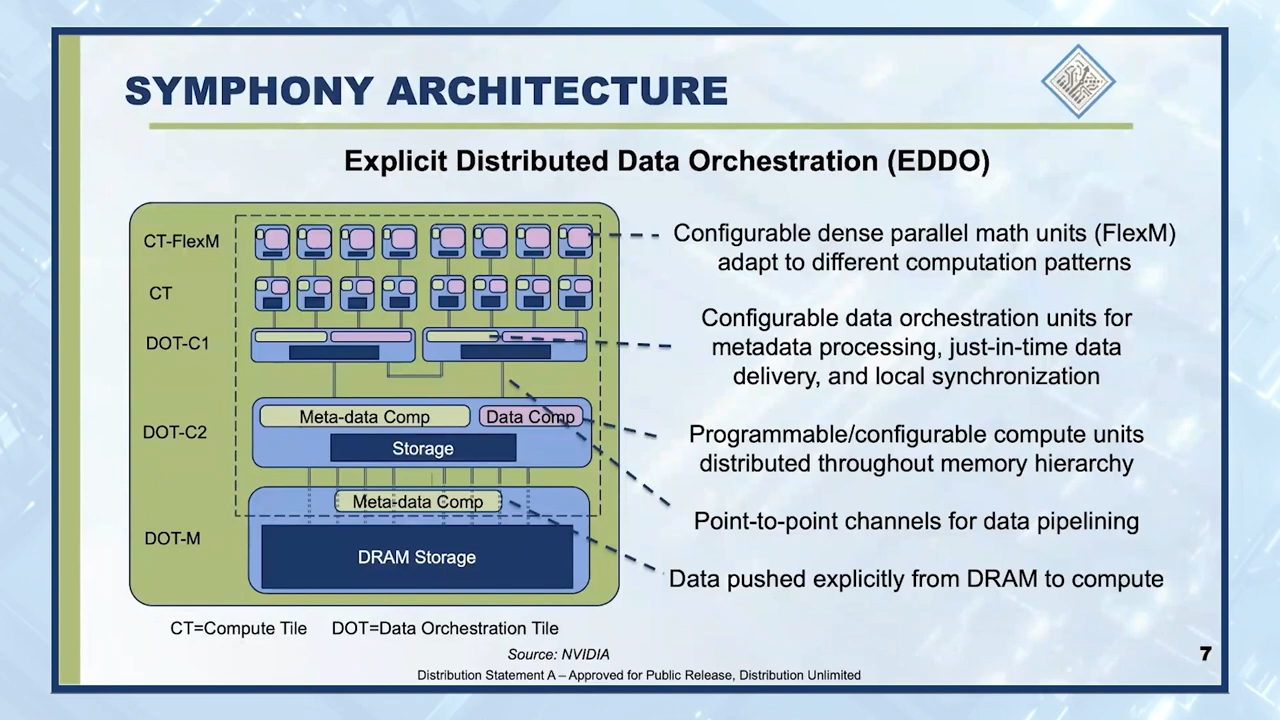 SYMPHONY ARCHITECTURE
Explicit Distributed Data Orchestration (EDDO)
CT-FlexM
CT
DOT-C1
DOT-C2
DOT-M
Meta-data Comp
Data Comp
Storage
Meta-data Comp
DRAM Storage
Configurable dense parallel math units (FlexM)
adapt to different computation patterns
Configurable data orchestration units for
metadata processing, just-in-time data
delivery, and local synchronization
Programmable/configurable compute units
distributed throughout memory hierarchy
Point-to-point channels for data pipelining
Data pushed explicitly from DRAM to compute
CT=Compute Tile DOT=Data Orchestration Tile
Source: NVIDIA
Distribution Statement A – Approved for Public Release, Distribution Unlimited
7